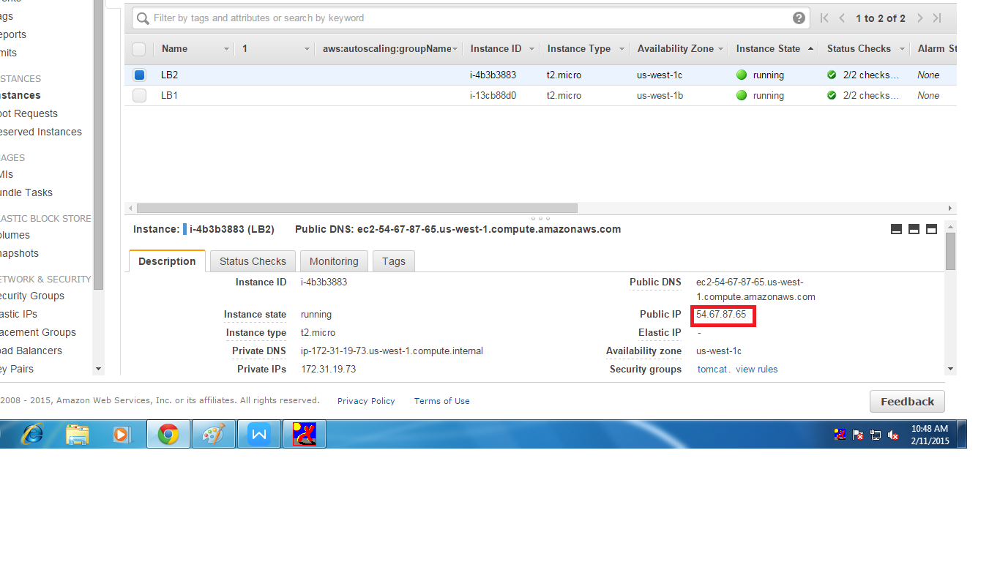 Filter by tags and attributes or search by keyword
1 to 2 of 2
Name 1 aws:autoscaling:groupName Instance ID Instance Type Availability Zone Instance State Status Checks Alarm St
LB2 i-4b3b3883 t2.micro us-west-1c running 2/2 checks... None
LB1 i-13cb88d0 t2.micro us-west-1b running 2/2 checks... None
ags
eports
mits
STANCES
nstances
oot Requests
eserved Instances
AGES
MIs
undle Tasks
LASTIC BLOCK STORE
olumes
napshots
ETWORK & SECURITY
ecurity Groups
astic IPs
acement Groups
oad Balancers
ey Pairs
Instance: i-4b3b3883 (LB2) Public DNS: ec2-54-67-87-65.us-west-1.compute.amazonaws.com
Description Status Checks Monitoring Tags
Instance ID i-4b3b3883 Public DNS ec2-54-67-87-65.us-west-
1.compute.amazonaws.com
Instance state running Public IP 54.67.87.65
Instance type t2.micro Elastic IP -
Private DNS ip-172-31-19-73.us-west-1.compute.internal Availability zone us-west-1c
Private IPs 172.31.19.73 Security groups tomcat. view rules
2008 - 2015, Amazon Web Services, Inc. or its affiliates. All rights reserved. Privacy Policy Terms of Use Feedback
10:48 AM
2/11/2015